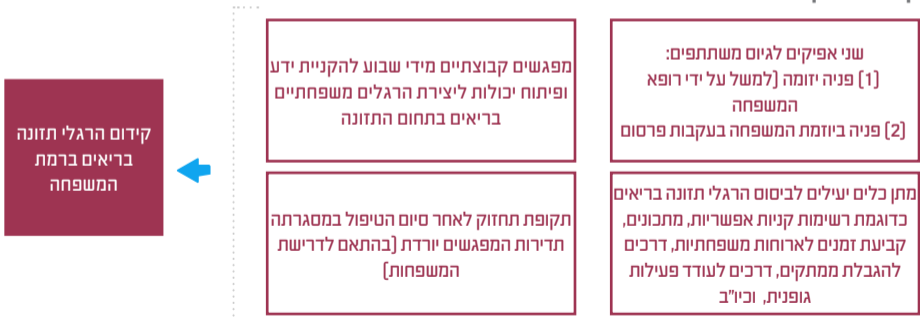 שני אפיקים לגיוס משתתפים:
(1) פניה יזומה (למשל על ידי רופא
המשפחה
(2) פניה ביוזמת המשפחה בעקבות פרסום
מפגשים קבוצתיים מידי שבוע להקניית ידע
ופיתוח יכולות ליצירת הרגלים משפחתיים
בריאים בתחום התזונה
מתן כלים יעילים לביסוס הרגלי תזונה בריאים
כדוגמת רשימות קניות אפשריות, מתכונים,
קביעת זמנים לארוחות משפחתיות, דרכים
להגבלת ממתקים, דרכים לעודד פעילות
גופנית, וכיו"ב
תקופת תחזוק לאחר סיום הטיפול במסגרתה
תדירות המפגשים יורדת (בהתאם לדרישת
המשפחות)
קידום הרגלי תזונה
בריאים ברמת
המשפחה